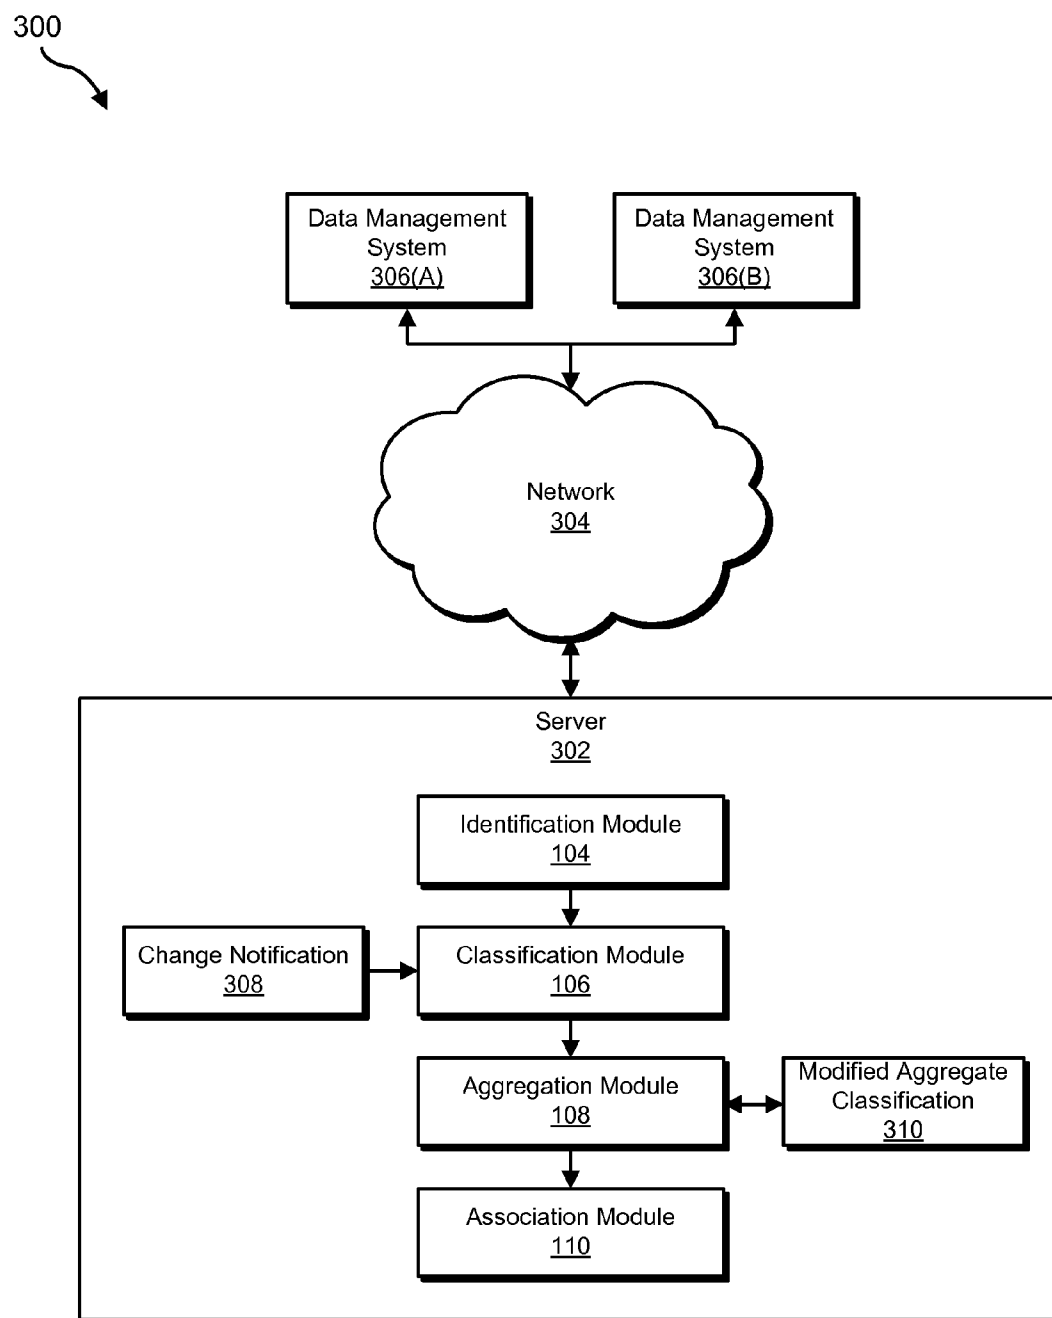 300
Data Management
System
306(A)
Data Management
System
306(B)
Network
304
Server
302
Identification Module
104
Change Notification
308
Classification Module
106
Aggregation Module
108
Modified Aggregate
Classification
310
Association Module
110